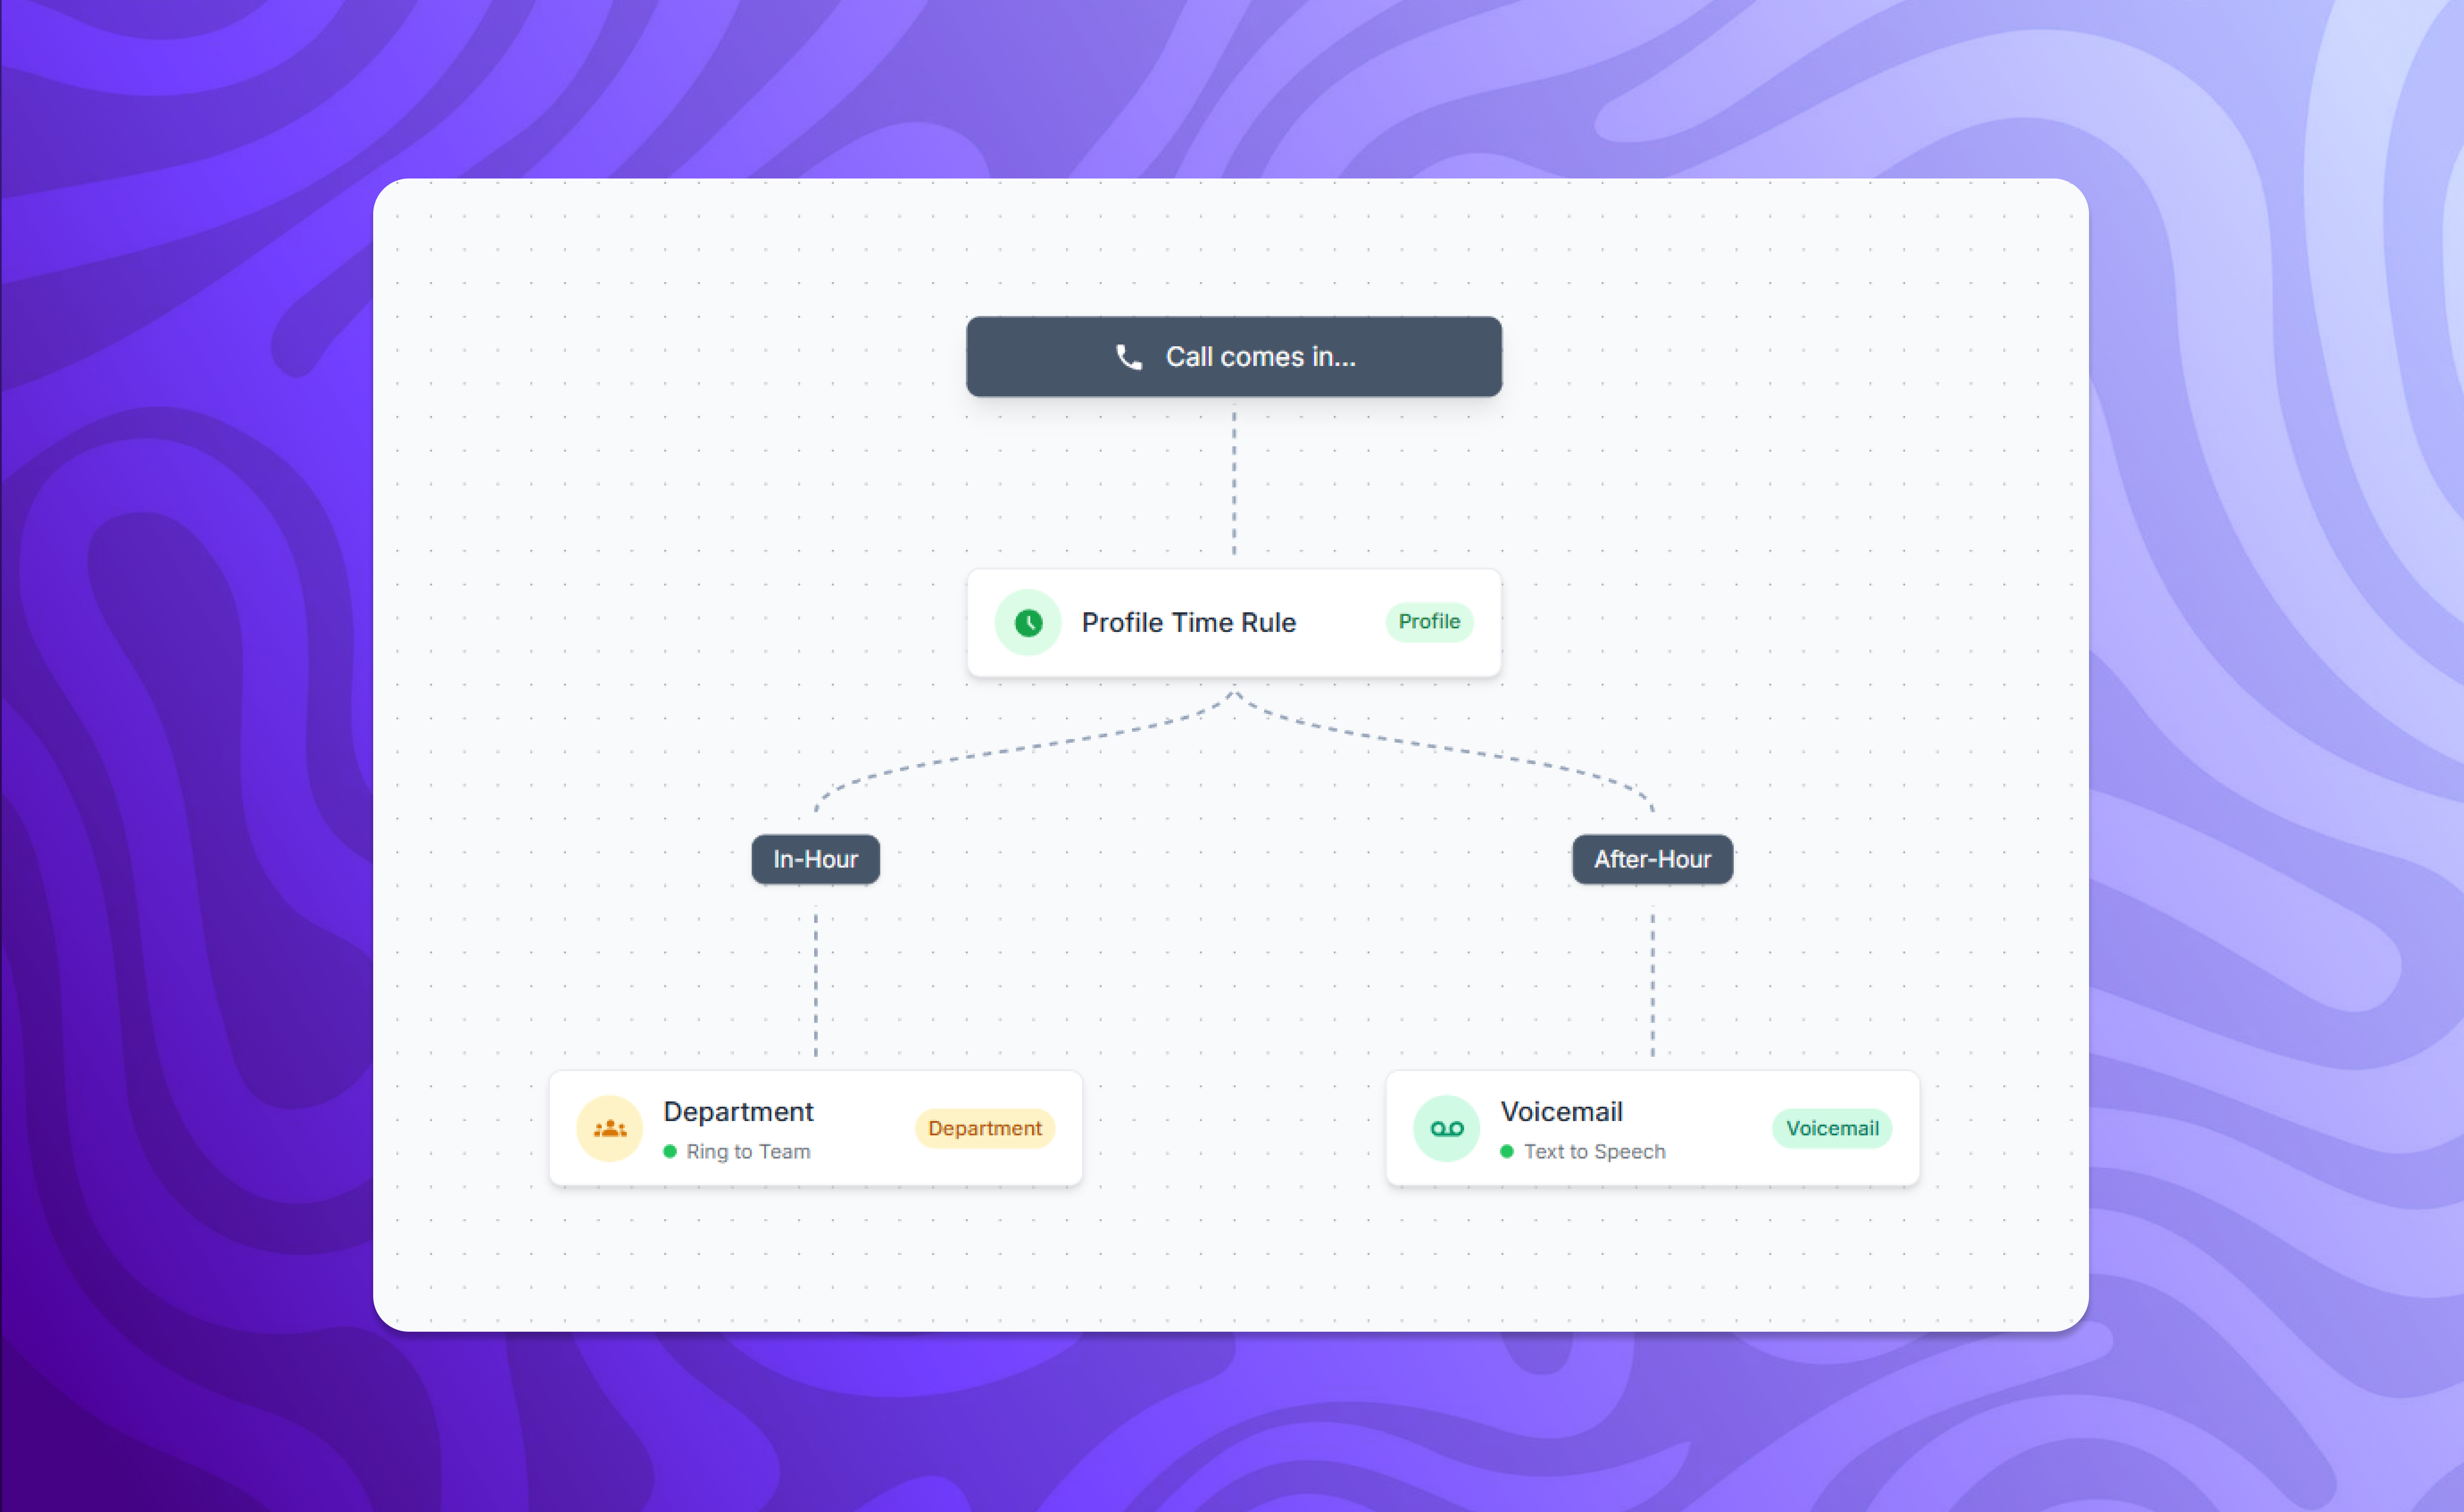 Call comes in...
Profile Time Rule
Profile
In-Hour
After-Hour
Department
Ring to Team
Department
Voicemail
Text to Speech
Voicemail